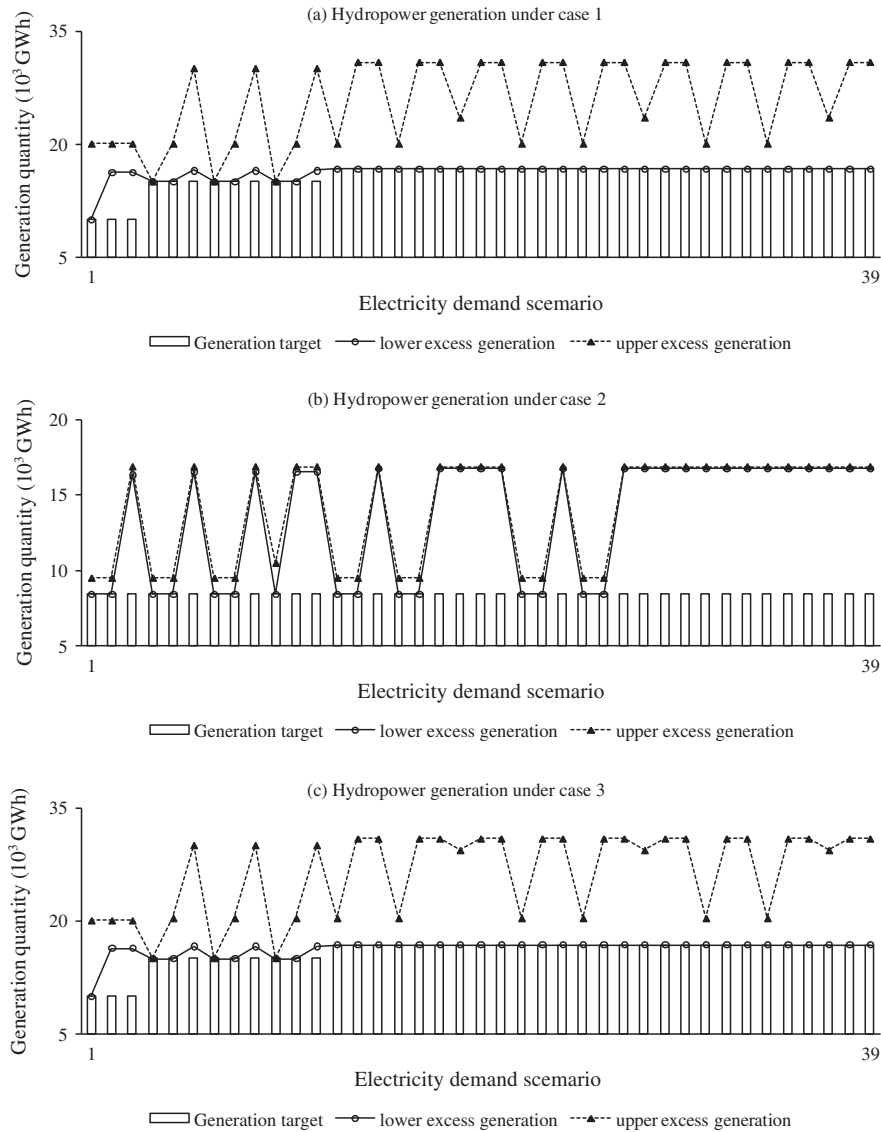 (a) Hydropower generation under case 1
Generation quantity (10³ GWh)
35
20
5
1
39
Electricity demand scemario
Generation target
lower excess generation
upper excess generation
(b) Hydropower generation under case 2
Generation quantity (10³ GWh)
20
15
10
5
1
39
Electricity demand scemario
Generation target
lower excess generation
upper excess generation
(c) Hydropower generation under case 3
Generation quantity (10³ GWh)
35
20
5
1
39
Electricity demand scemario
Generation target
lower excess generation
upper excess generation